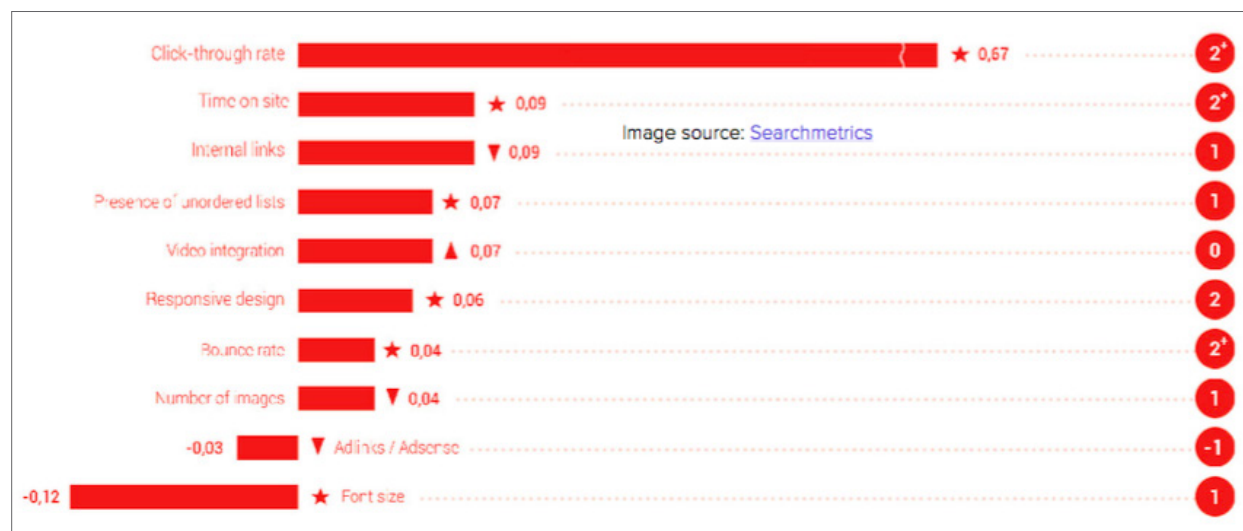 Click-through rate ★ 0,67 2+
Time on site ★ 0,09 2+
Image source: Searchmetrics
Internal links ▼ 0,09 1
Presence of unordered lists ★ 0,07 1
Video integration ▲ 0,07 0
Responsive design ★ 0,06 2
Bounce rate ★ 0,04 2+
Number of images ▼ 0,04 1
-0,03 ▼ Adlinks / Adsense -1
-0,12 ★ Font size 1